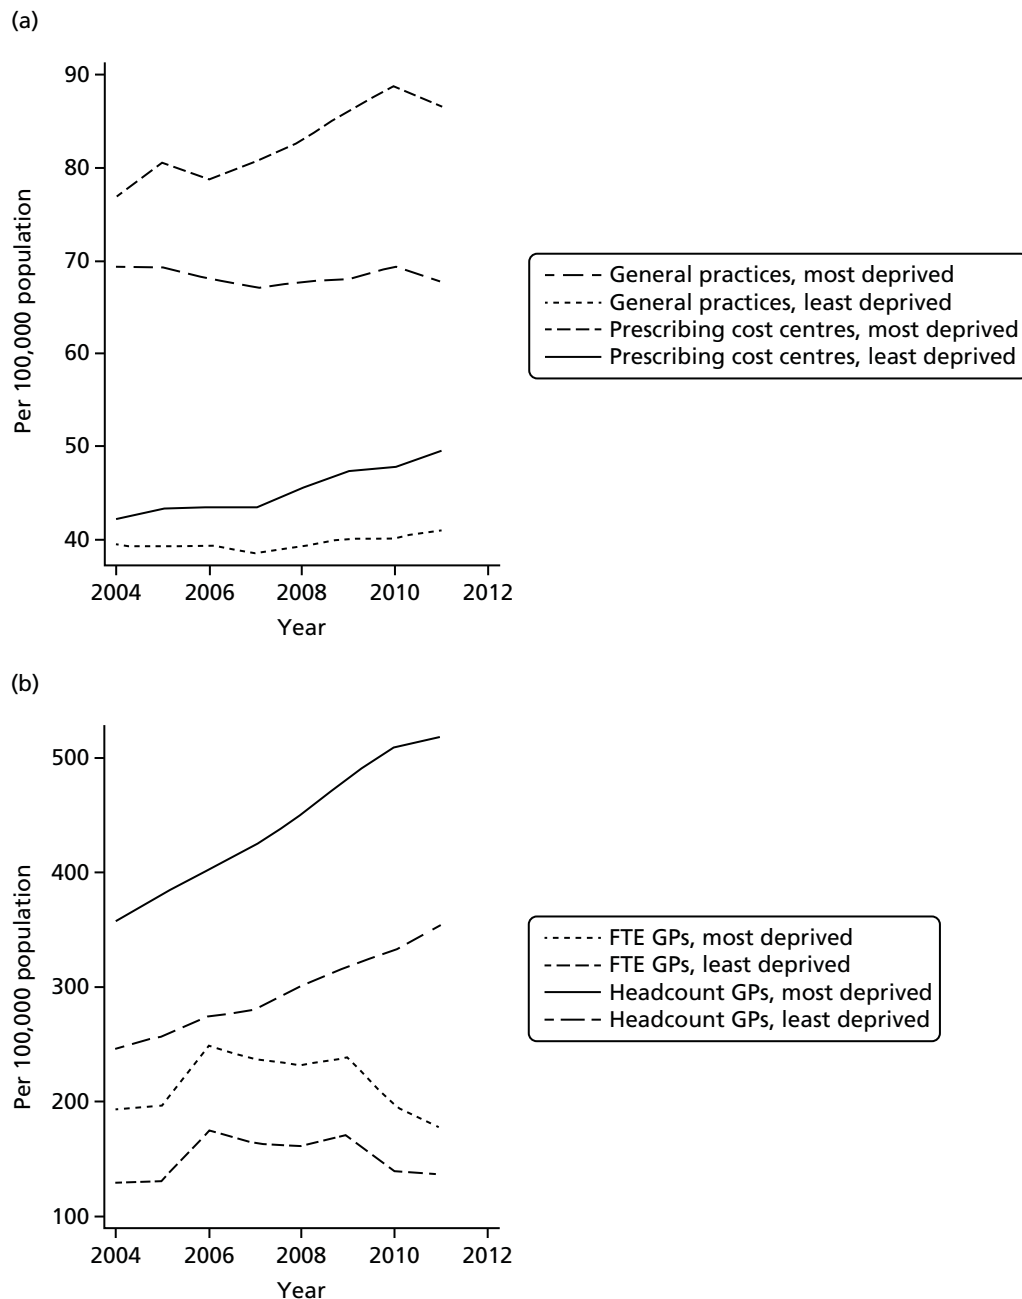 (a)
90
80
70
60
50
40
Per 100,000 population
2004 2006 2008 2010 2012
Year
General practices, most deprived
General practices, least deprived
Prescribing cost centres, most deprived
Prescribing cost centres, least deprived
(b)
500
400
300
200
100
Per 100,000 population
2004 2006 2008 2010 2012
Year
FTE GPs, most deprived
FTE GPs, least deprived
Headcount GPs, most deprived
Headcount GPs, least deprived